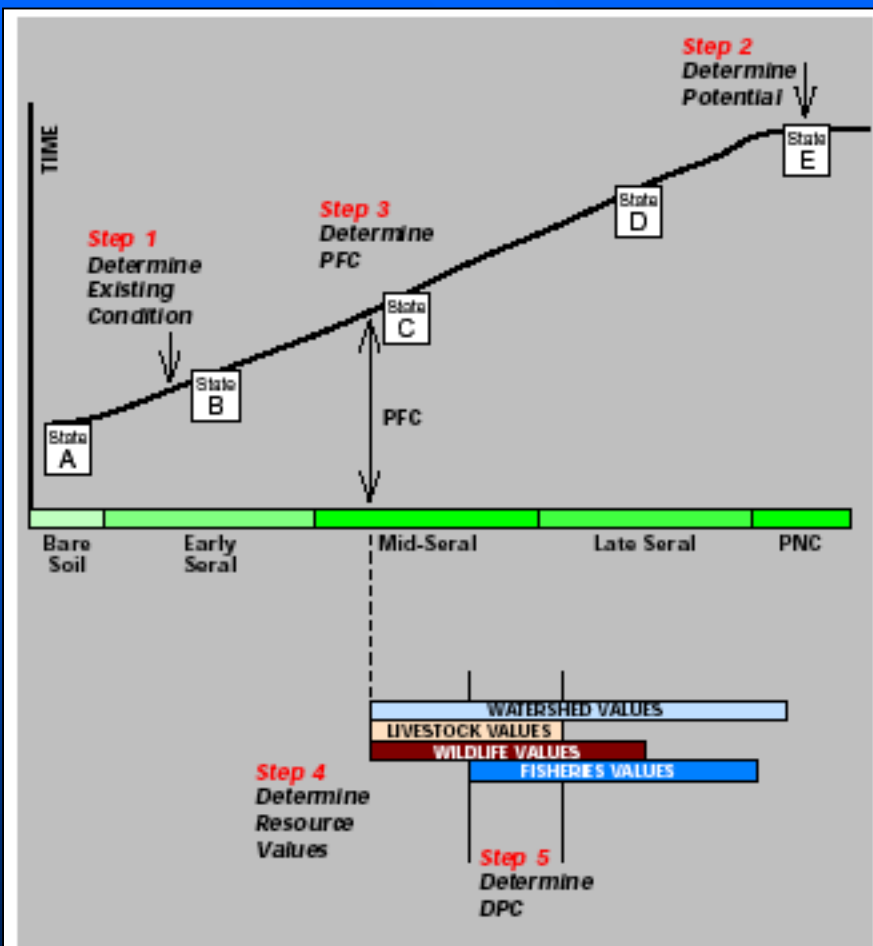 Step 2
Determine
Potential
TIME
State
E
State
D
Step 3
Determine
PFC
Step 1
Determine
Existing
Condition
State
C
State
B
PFC
State
A
Bare
Soil
Early
Seral
Mid-Seral
Late Seral
PNC
WATERSHED VALUES
LIVESTOCK VALUES
WILDLIFE VALUES
FISHERIES VALUES
Step 4
Determine
Resource
Values
Step 5
Determine
DPC